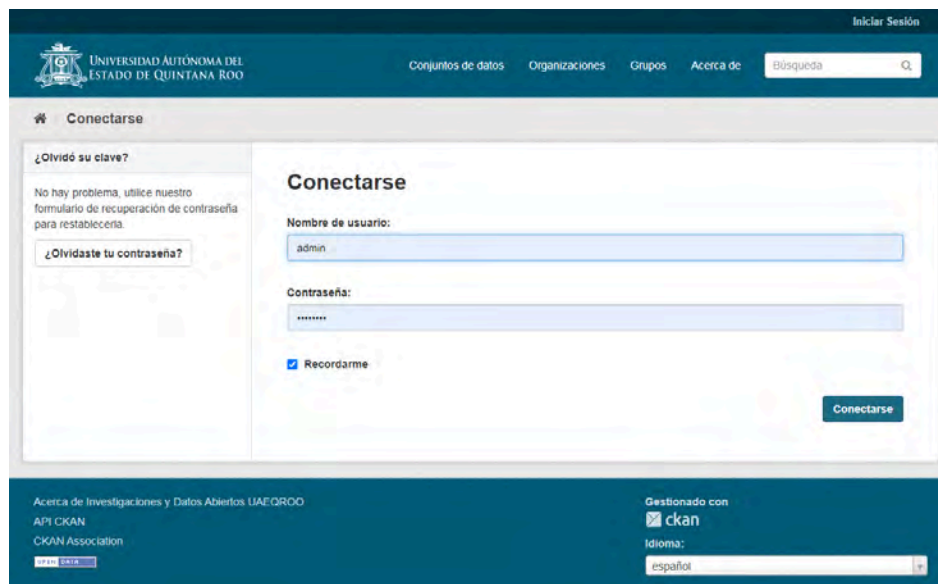 Iniciar Sesión
UNIVERSIDAD AUTÓNOMA DEL
ESTADO DE QUINTANA ROO
Conjuntos de datos
Organizaciones
Grupos
Acerca de
Búsqueda
Conectarse
¿Olvidó su clave?
No hay problema, utilice nuestro
formulario de recuperación de contraseña
para restablecerla.
¿Olvidaste tu contraseña?
Conectarse
Nombre de usuario:
admin
Contraseña:
••••••••
Recordarme
Conectarse
Acerca de Investigaciones y Datos Abiertos UAEQROO
API CKAN
CKAN Association
OPEN DATA
Gestionado con
ckan
Idioma:
español